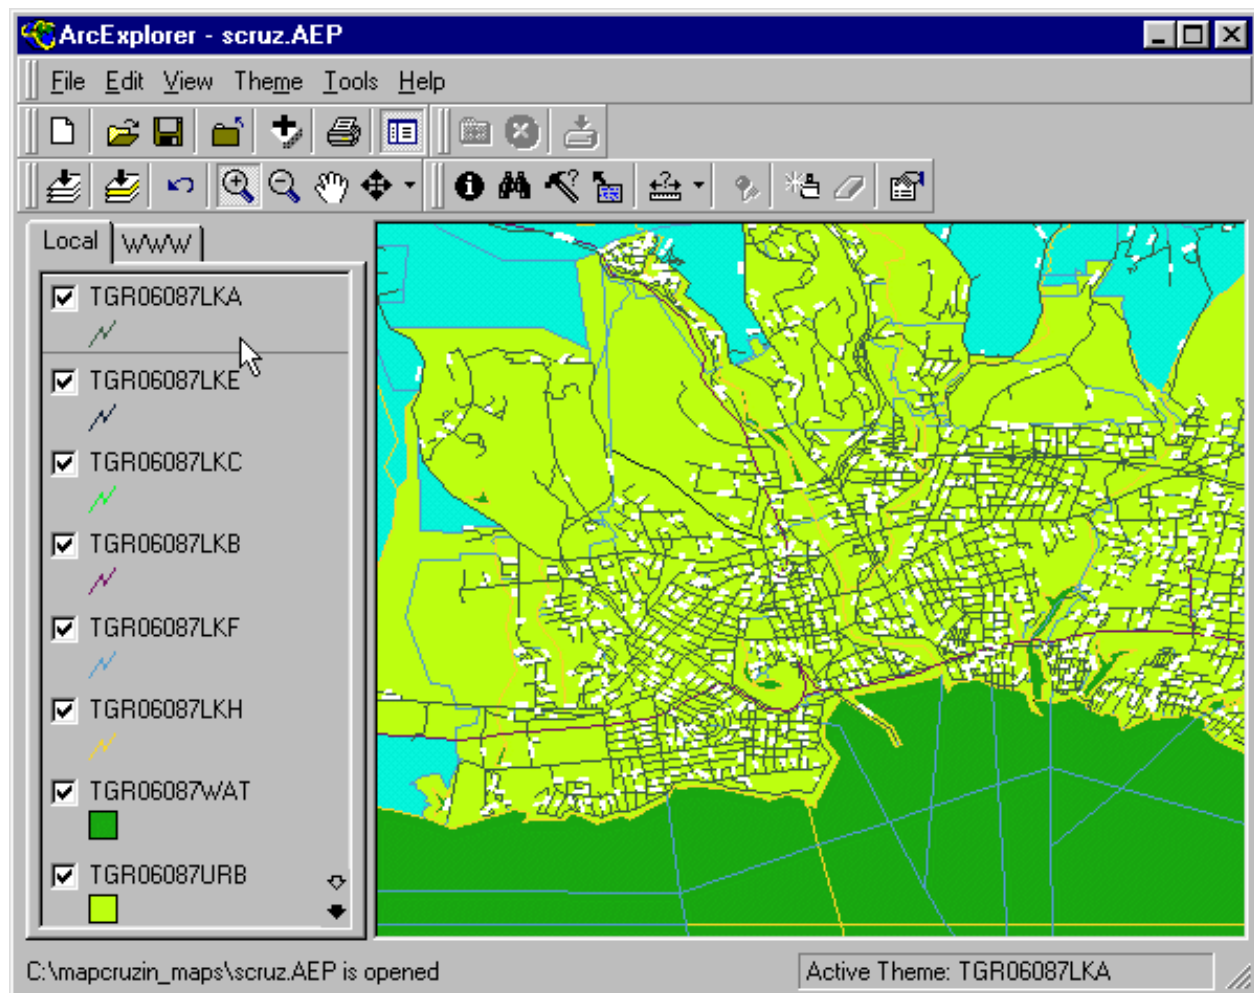 ArcExplorer - scruz.AEP
File Edit View Theme Tools Help
Local WWW
TGR06087LKA
TGR06087LKE
TGR06087LKC
TGR06087LKB
TGR06087LKF
TGR06087LKH
TGR06087WAT
TGR06087URB
C:\mapcruzin_maps\scruz.AEP is opened
Active Theme: TGR06087LKA